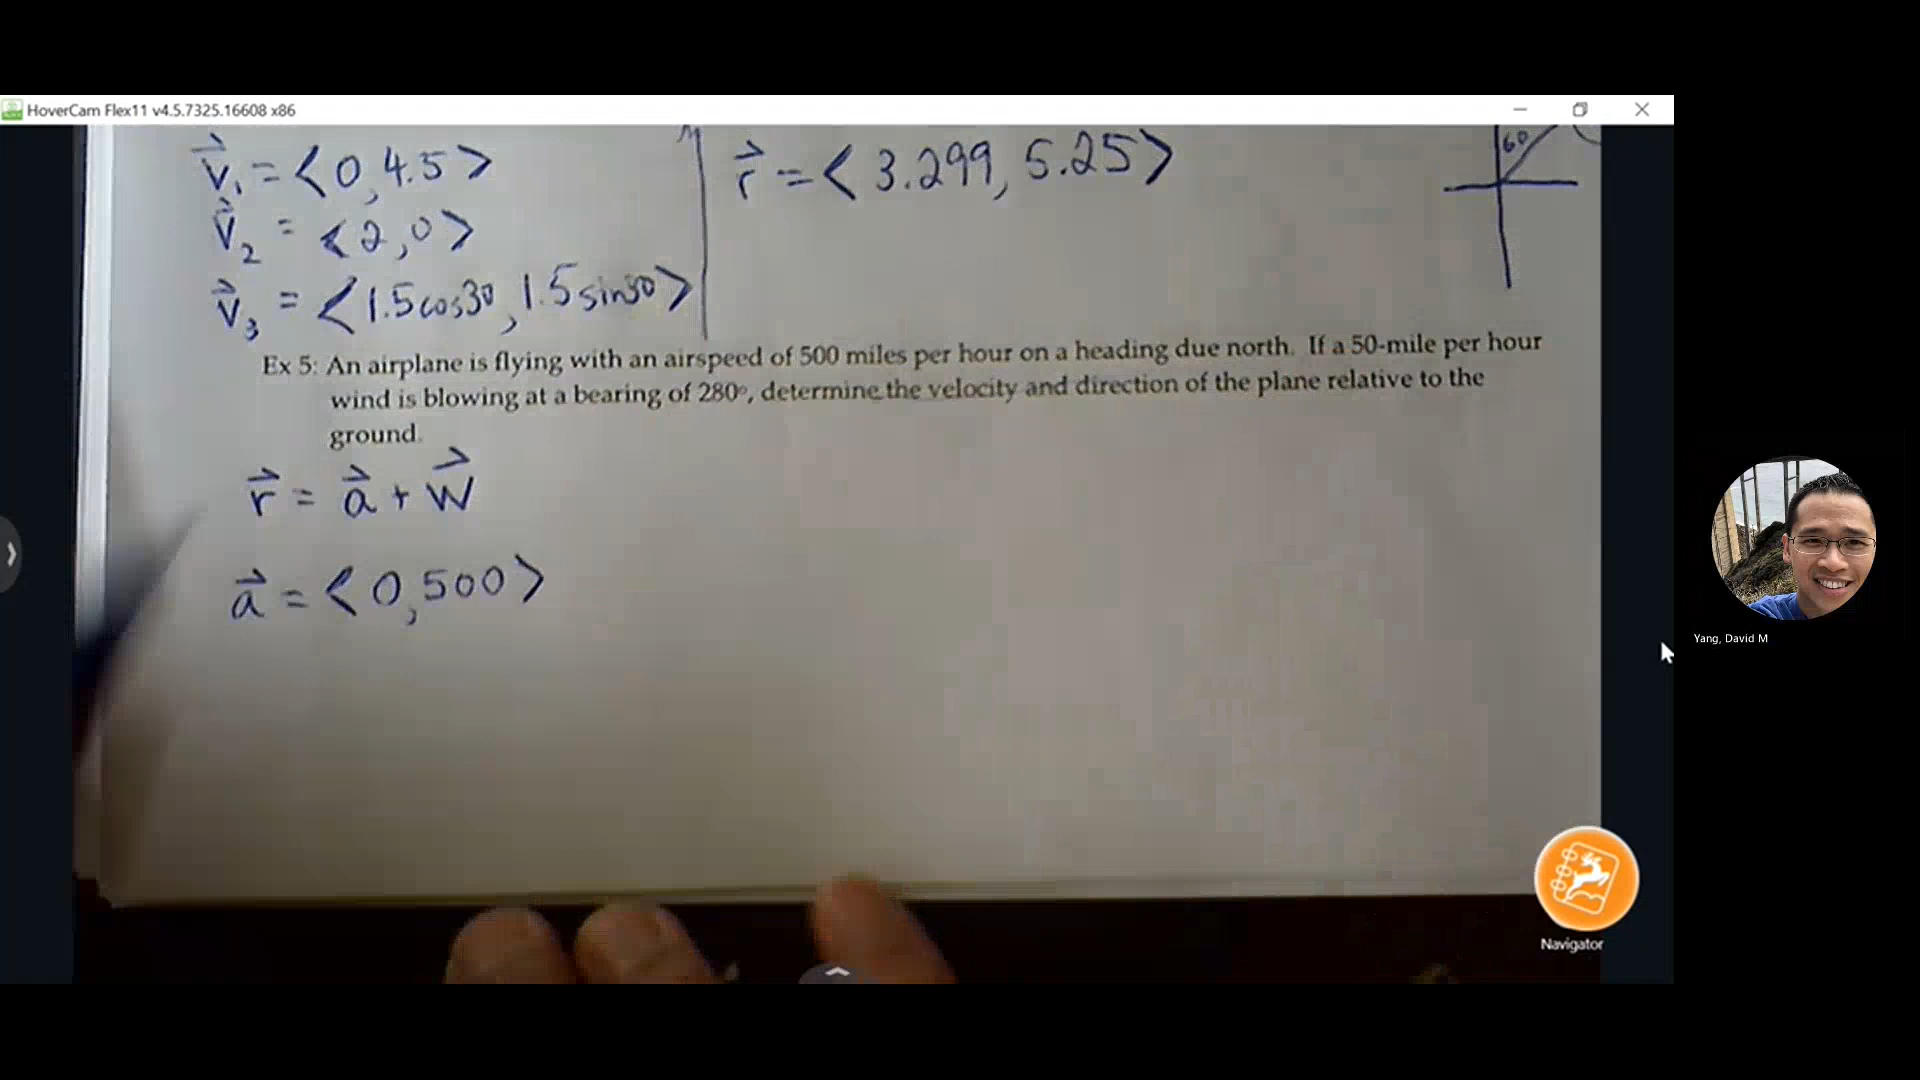 HoverCam Flex11 v4.5.7325.16608 x86
v⃗₁ = <0, 4.5>
v⃗₂ = <2, 0>
v⃗₃ = <1.5cos30, 1.5sin30>
r⃗ = <3.299, 5.25>
60
Ex 5: An airplane is flying with an airspeed of 500 miles per hour on a heading due north. If a 50-mile per hour
wind is blowing at a bearing of 280°, determine the velocity and direction of the plane relative to the
ground.
r⃗ = a⃗ + w⃗
a⃗ = <0, 500>
Navigator
Yang, David M